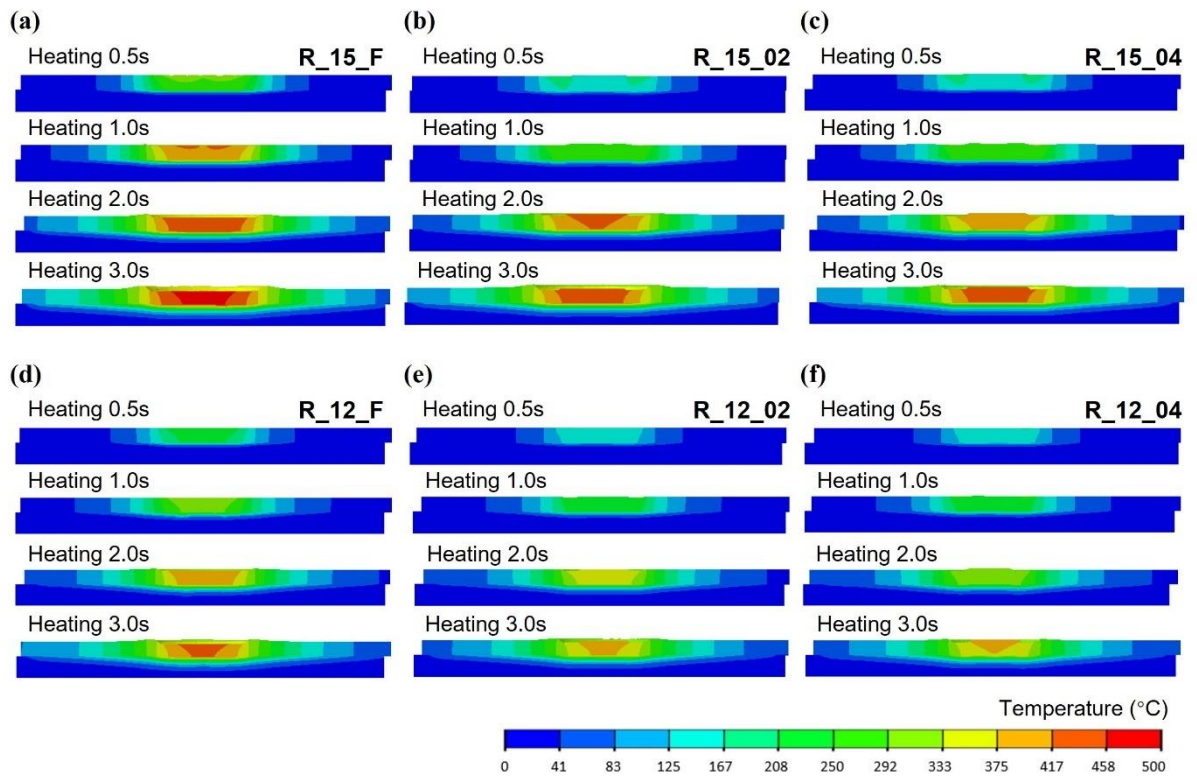 (a)
Heating 0.5s R_15_F
Heating 1.0s
Heating 2.0s
Heating 3.0s
(b)
Heating 0.5s R_15_02
Heating 1.0s
Heating 2.0s
Heating 3.0s
(c)
Heating 0.5s R_15_04
Heating 1.0s
Heating 2.0s
Heating 3.0s
(d)
Heating 0.5s R_12_F
Heating 1.0s
Heating 2.0s
Heating 3.0s
(e)
Heating 0.5s R_12_02
Heating 1.0s
Heating 2.0s
Heating 3.0s
(f)
Heating 0.5s R_12_04
Heating 1.0s
Heating 2.0s
Heating 3.0s
Temperature (°C)
0 41 83 125 167 208 250 292 333 375 417 458 500